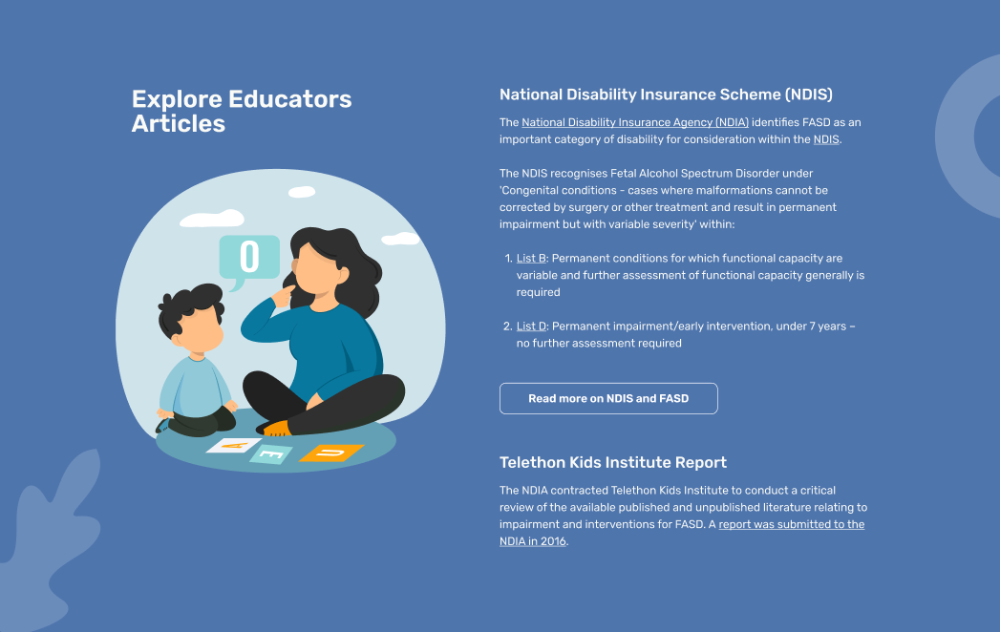 Explore Educators
Articles
O
A
E
U
National Disability Insurance Scheme (NDIS)
The National Disability Insurance Agency (NDIA) identifies FASD as an
important category of disability for consideration within the NDIS.
The NDIS recognises Fetal Alcohol Spectrum Disorder under
'Congenital conditions - cases where malformations cannot be
corrected by surgery or other treatment and result in permanent
impairment but with variable severity' within:
1. List B: Permanent conditions for which functional capacity are
variable and further assessment of functional capacity generally is
required
2. List D: Permanent impairment/early intervention, under 7 years –
no further assessment required
Read more on NDIS and FASD
Telethon Kids Institute Report
The NDIA contracted Telethon Kids Institute to conduct a critical
review of the available published and unpublished literature relating to
impairment and interventions for FASD. A report was submitted to the
NDIA in 2016.